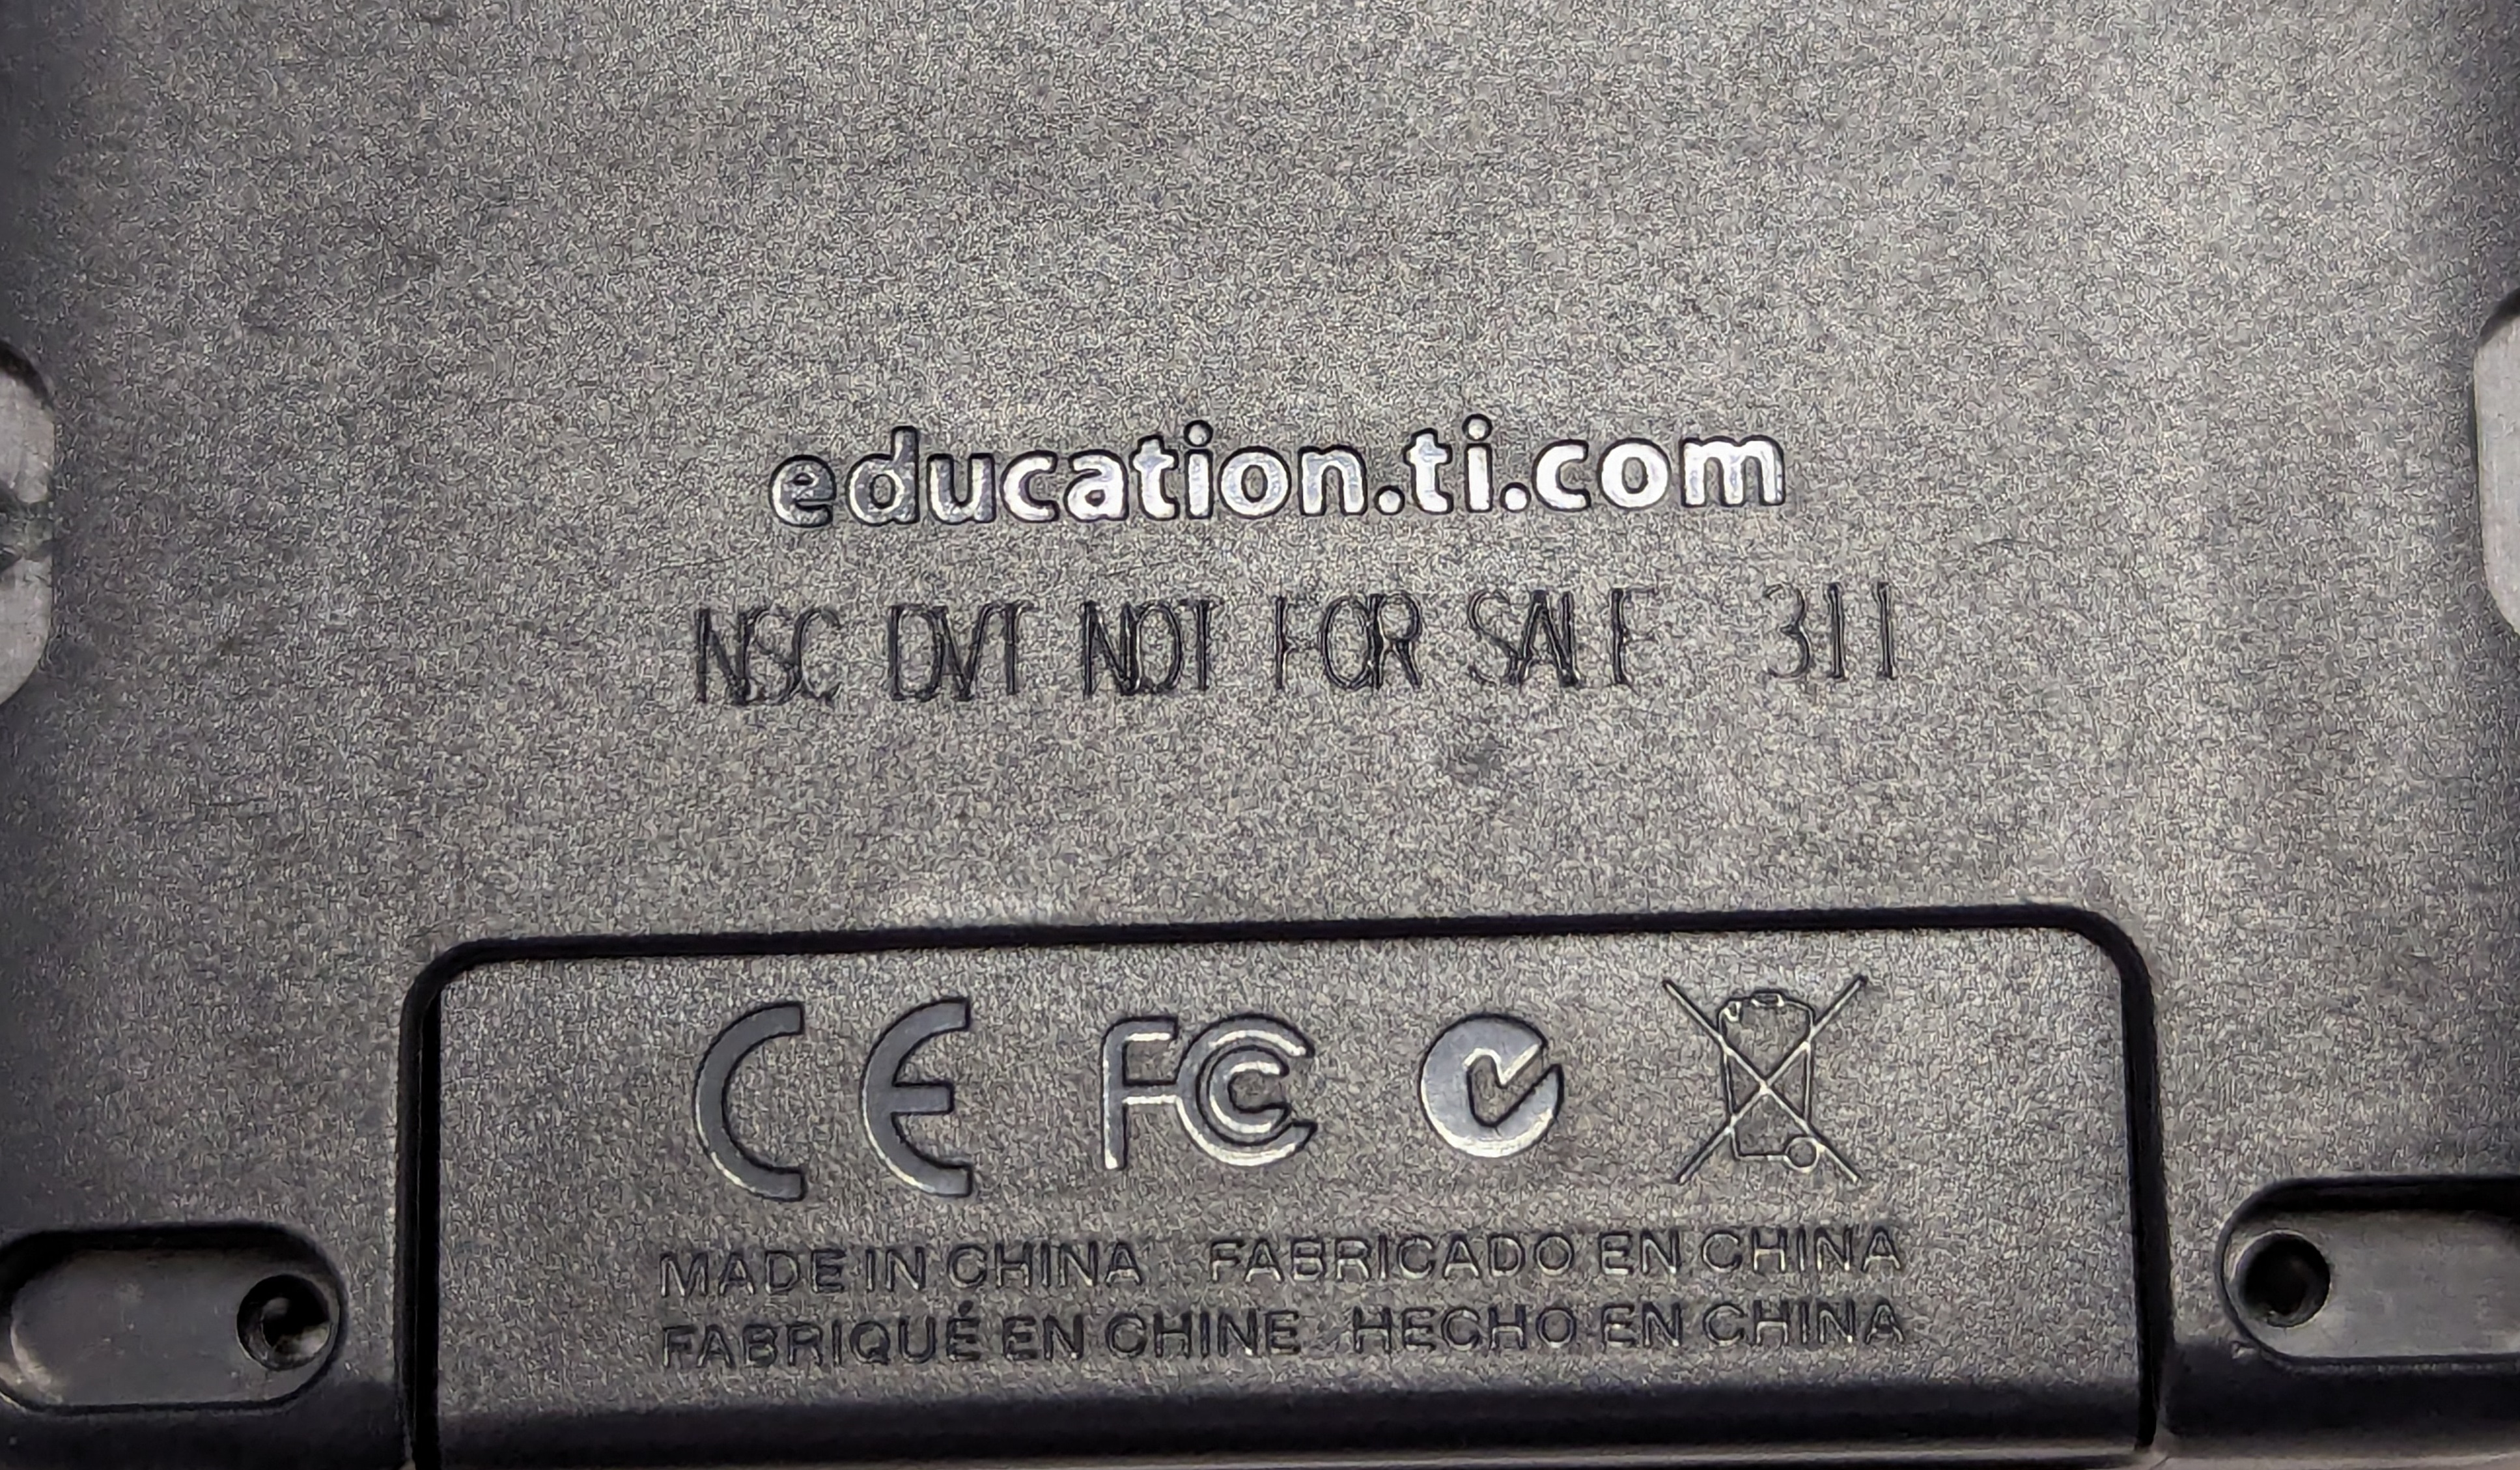 education.ti.com
NSC DVT NOT FOR SALE 311
CE FC
MADE IN CHINA FABRICADO EN CHINA
FABRIQUÉ EN CHINE HECHO EN CHINA